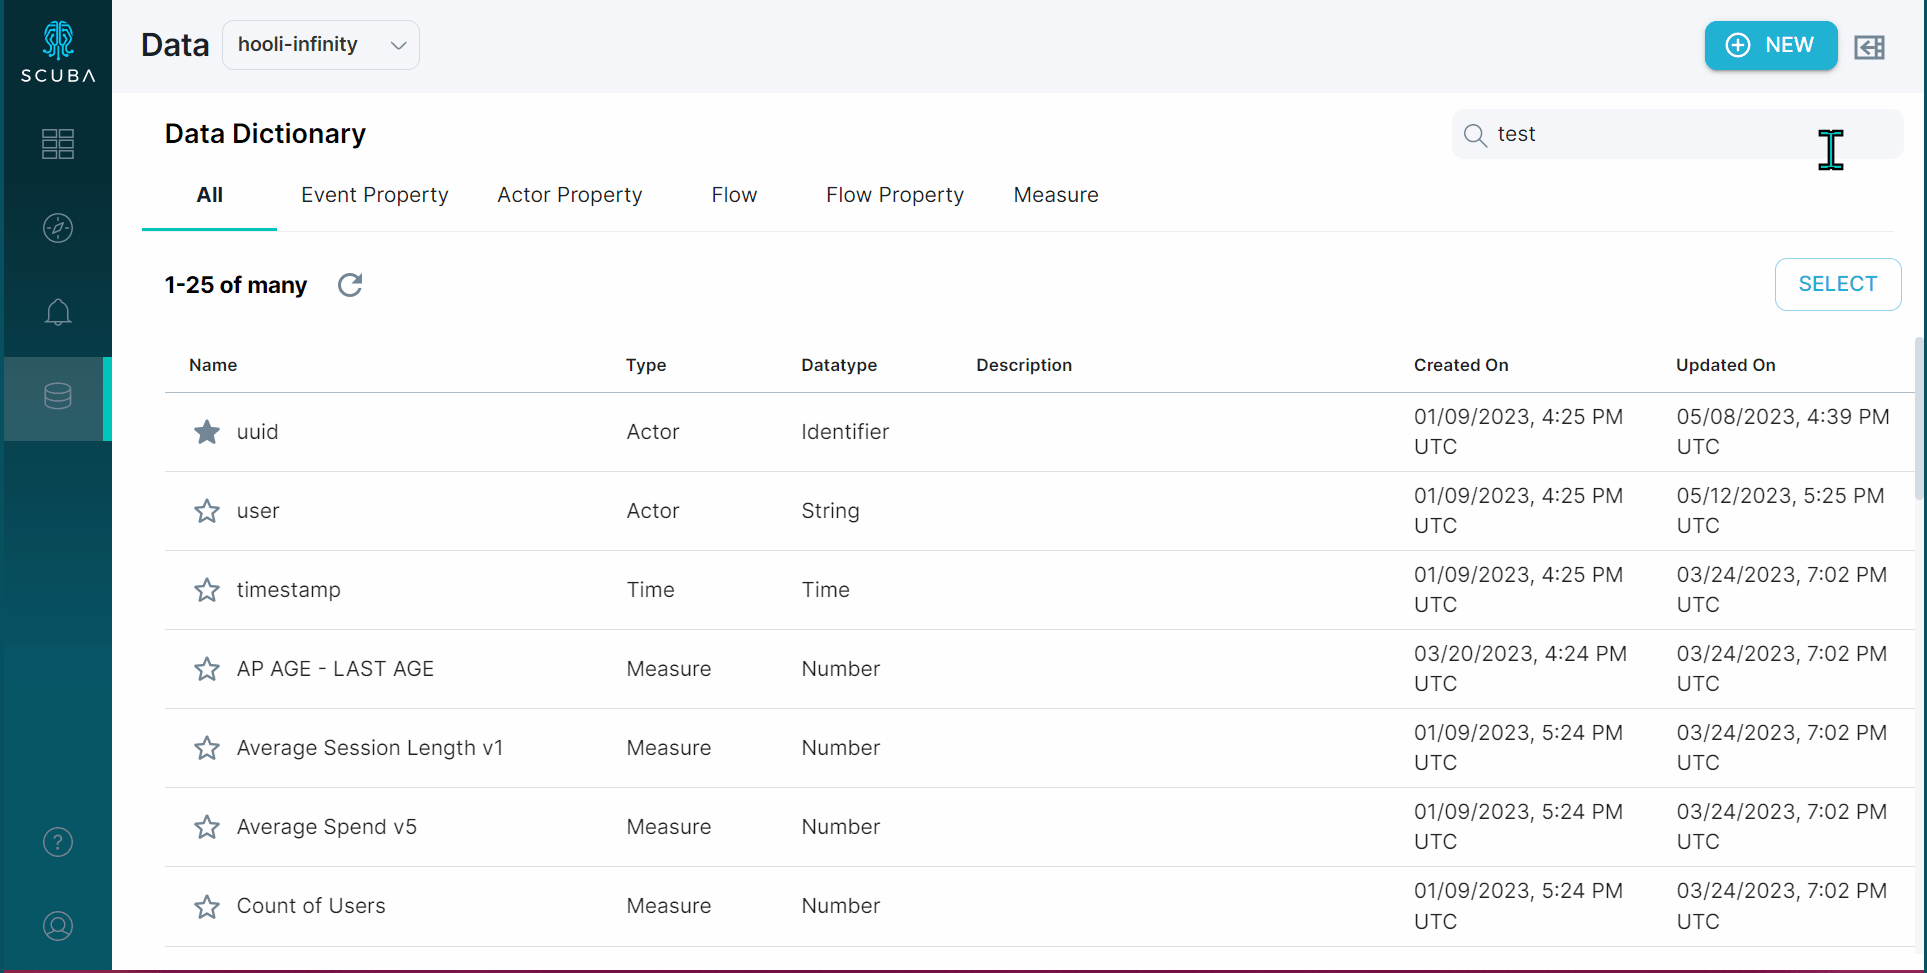 SCUBA
Data
hooli-infinity
NEW
Data Dictionary
test
All
Event Property
Actor Property
Flow
Flow Property
Measure
1-25 of many
SELECT
Name Type Datatype Description Created On Updated On
uuid Actor Identifier 01/09/2023, 4:25 PM UTC 05/08/2023, 4:39 PM UTC
user Actor String 01/09/2023, 4:25 PM UTC 05/12/2023, 5:25 PM UTC
timestamp Time Time 01/09/2023, 4:25 PM UTC 03/24/2023, 7:02 PM UTC
AP AGE - LAST AGE Measure Number 03/20/2023, 4:24 PM UTC 03/24/2023, 7:02 PM UTC
Average Session Length v1 Measure Number 01/09/2023, 5:24 PM UTC 03/24/2023, 7:02 PM UTC
Average Spend v5 Measure Number 01/09/2023, 5:24 PM UTC 03/24/2023, 7:02 PM UTC
Count of Users Measure Number 01/09/2023, 5:24 PM UTC 03/24/2023, 7:02 PM UTC